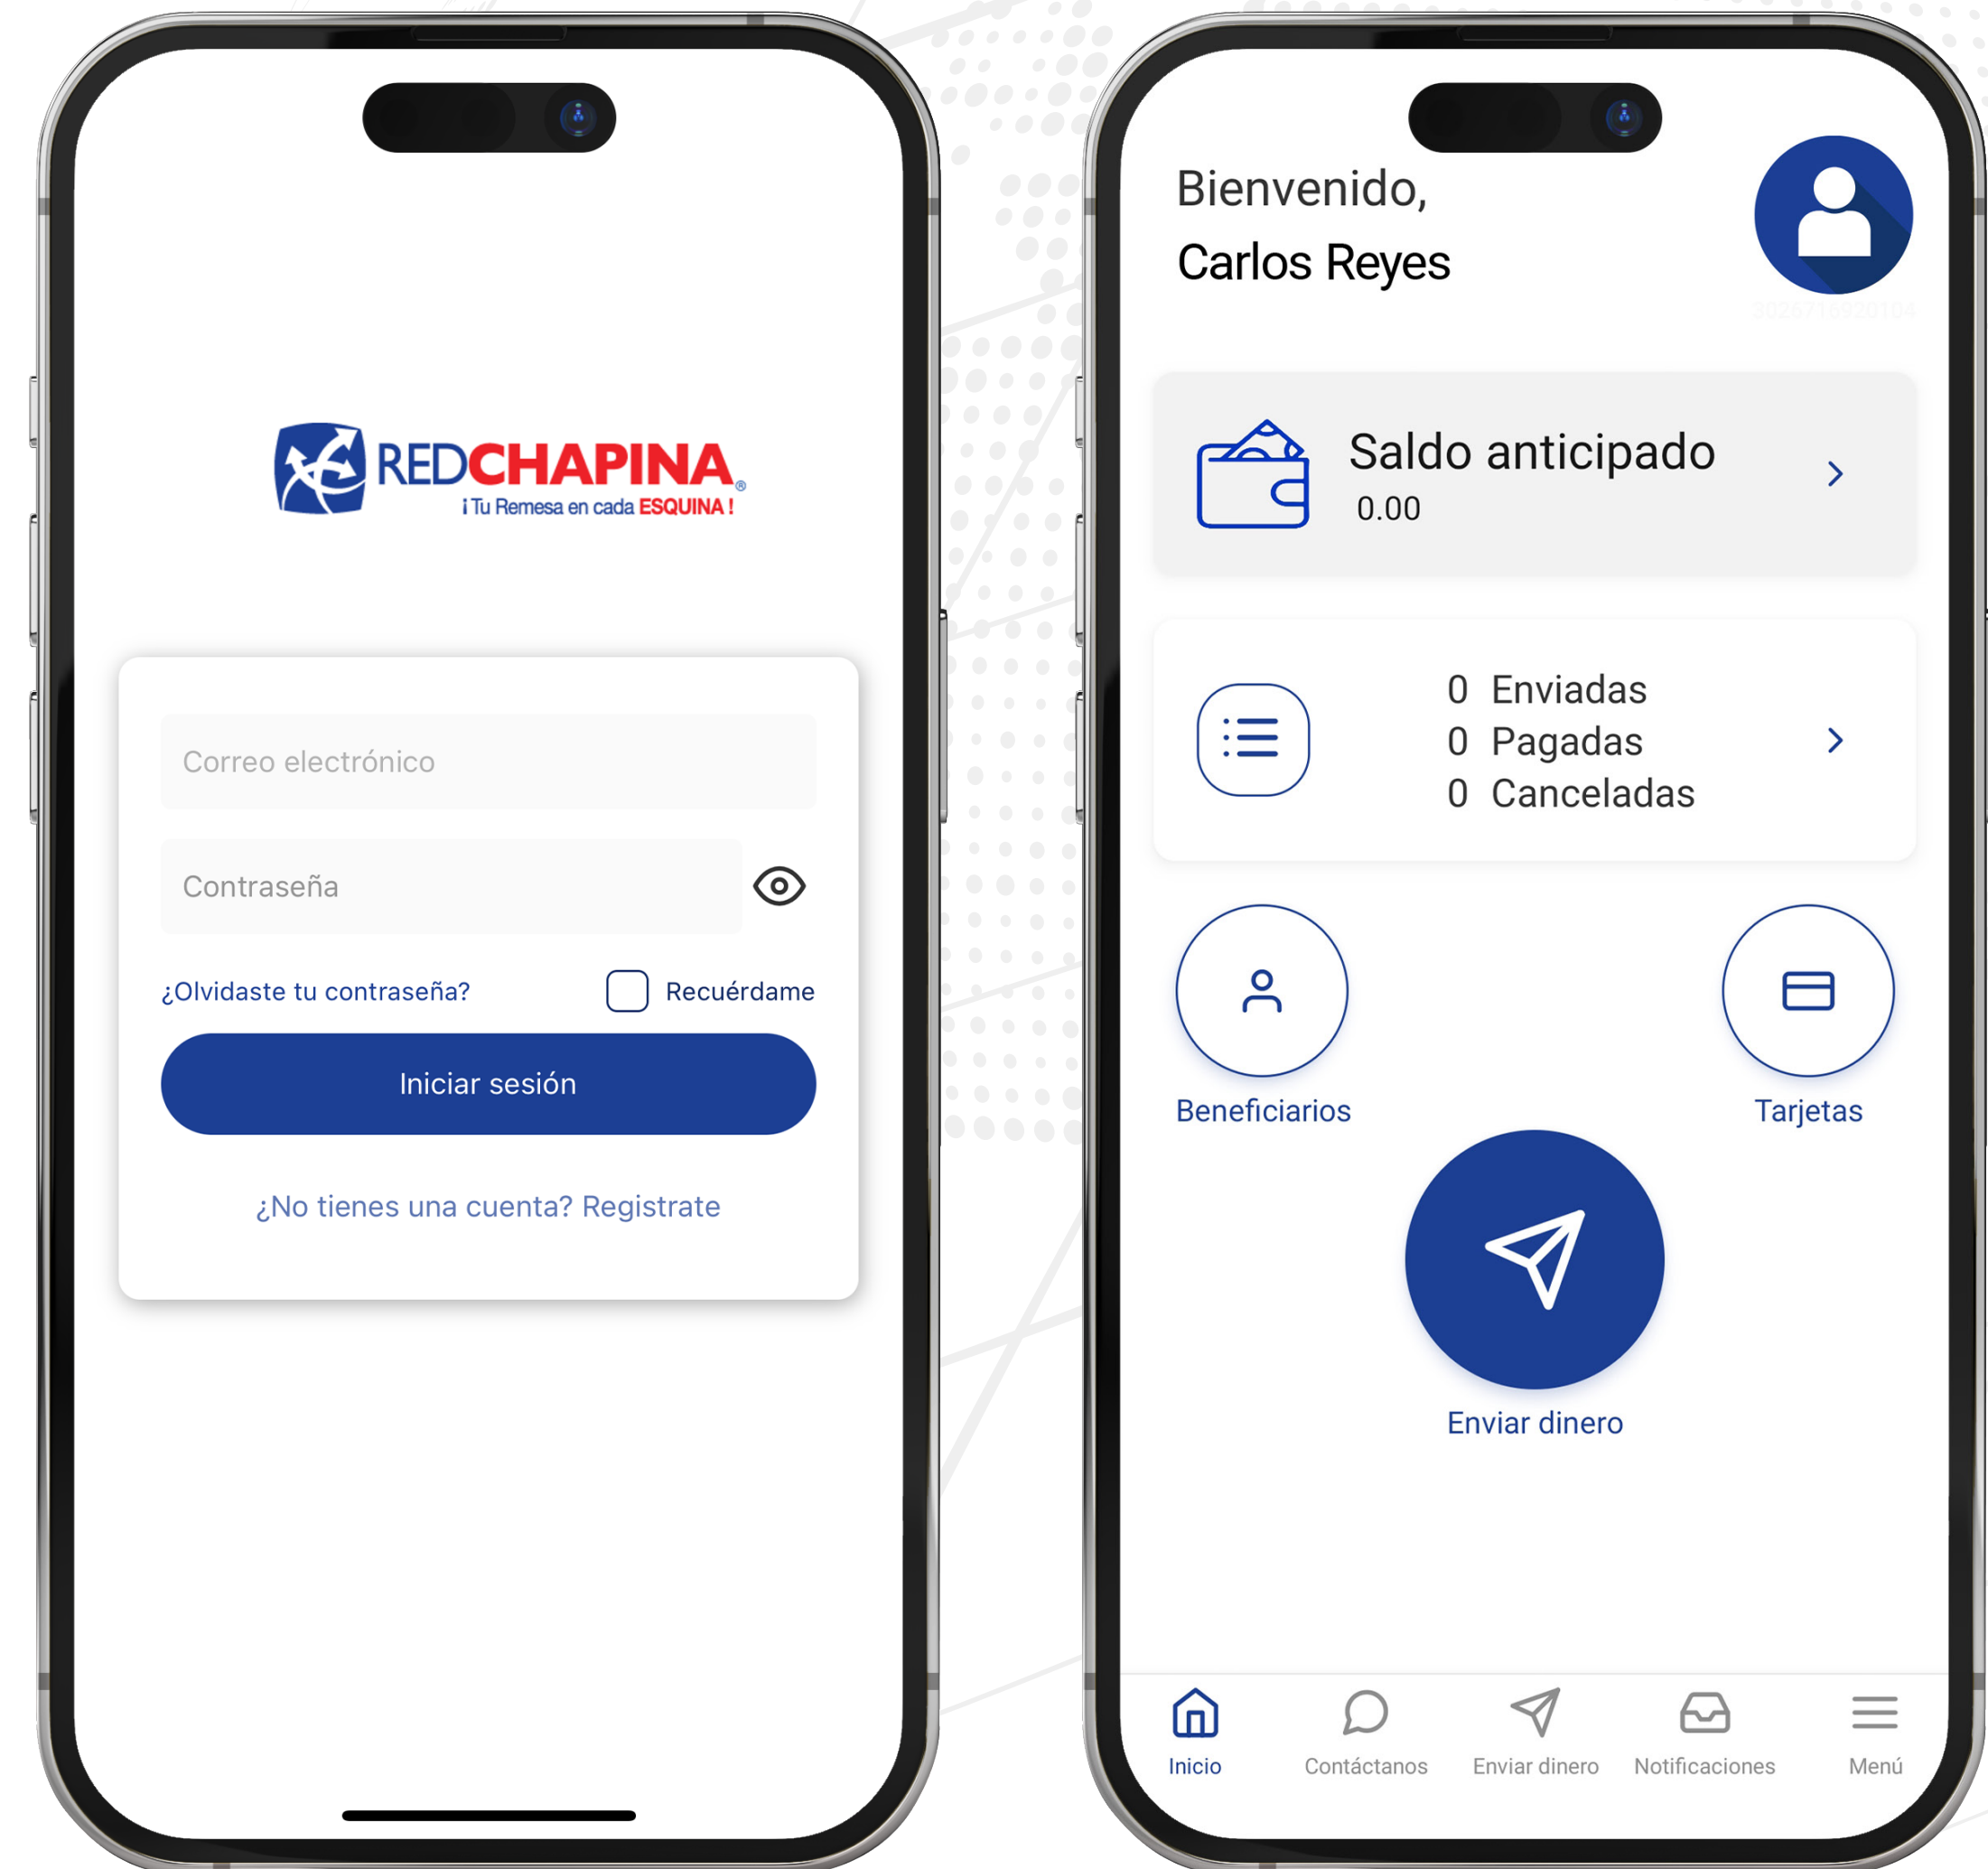 REDCHAPINA®
¡Tu Remesa en cada ESQUINA!
Correo electrónico
Contraseña
¿Olvidaste tu contraseña?
Recuérdame
Iniciar sesión
¿No tienes una cuenta? Registrate
Bienvenido,
Carlos Reyes
Saldo anticipado
0.00
0 Enviadas
0 Pagadas
0 Canceladas
Beneficiarios
Tarjetas
Enviar dinero
Inicio
Contáctanos
Enviar dinero
Notificaciones
Menú